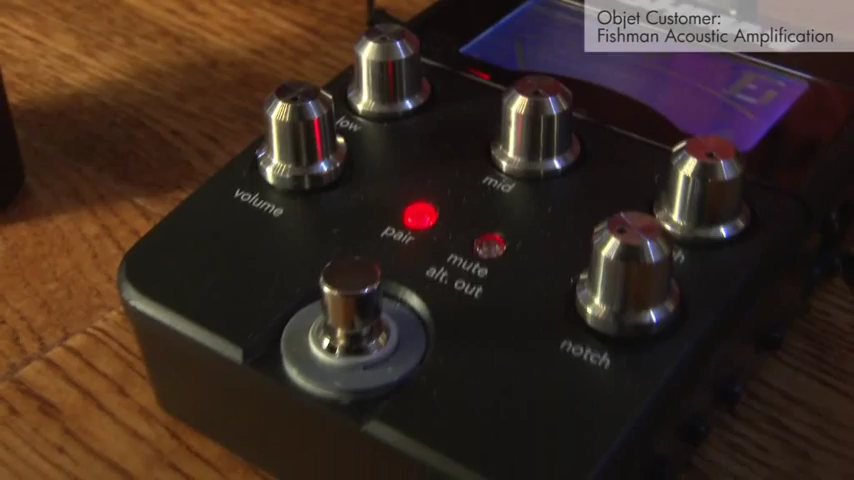 Objet Customer:
Fishman Acoustic Amplification
low
volume
mid
pair
mute
alt. out
notch